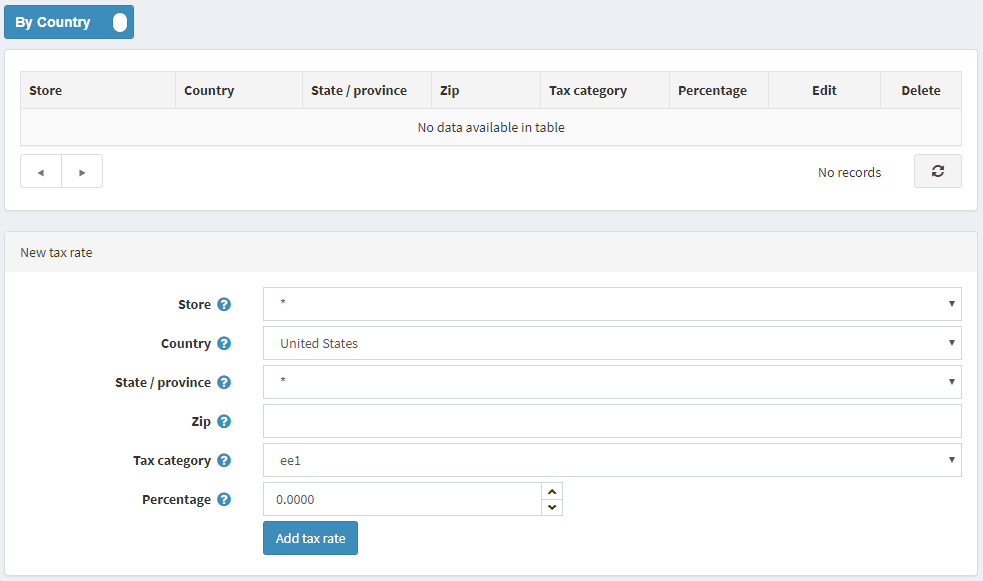 By Country
Store Country State / province Zip Tax category Percentage Edit Delete
No data available in table
No records
New tax rate
Store ? *
Country ? United States
State / province ? *
Zip ?
Tax category ? ee1
Percentage ? 0.0000
Add tax rate